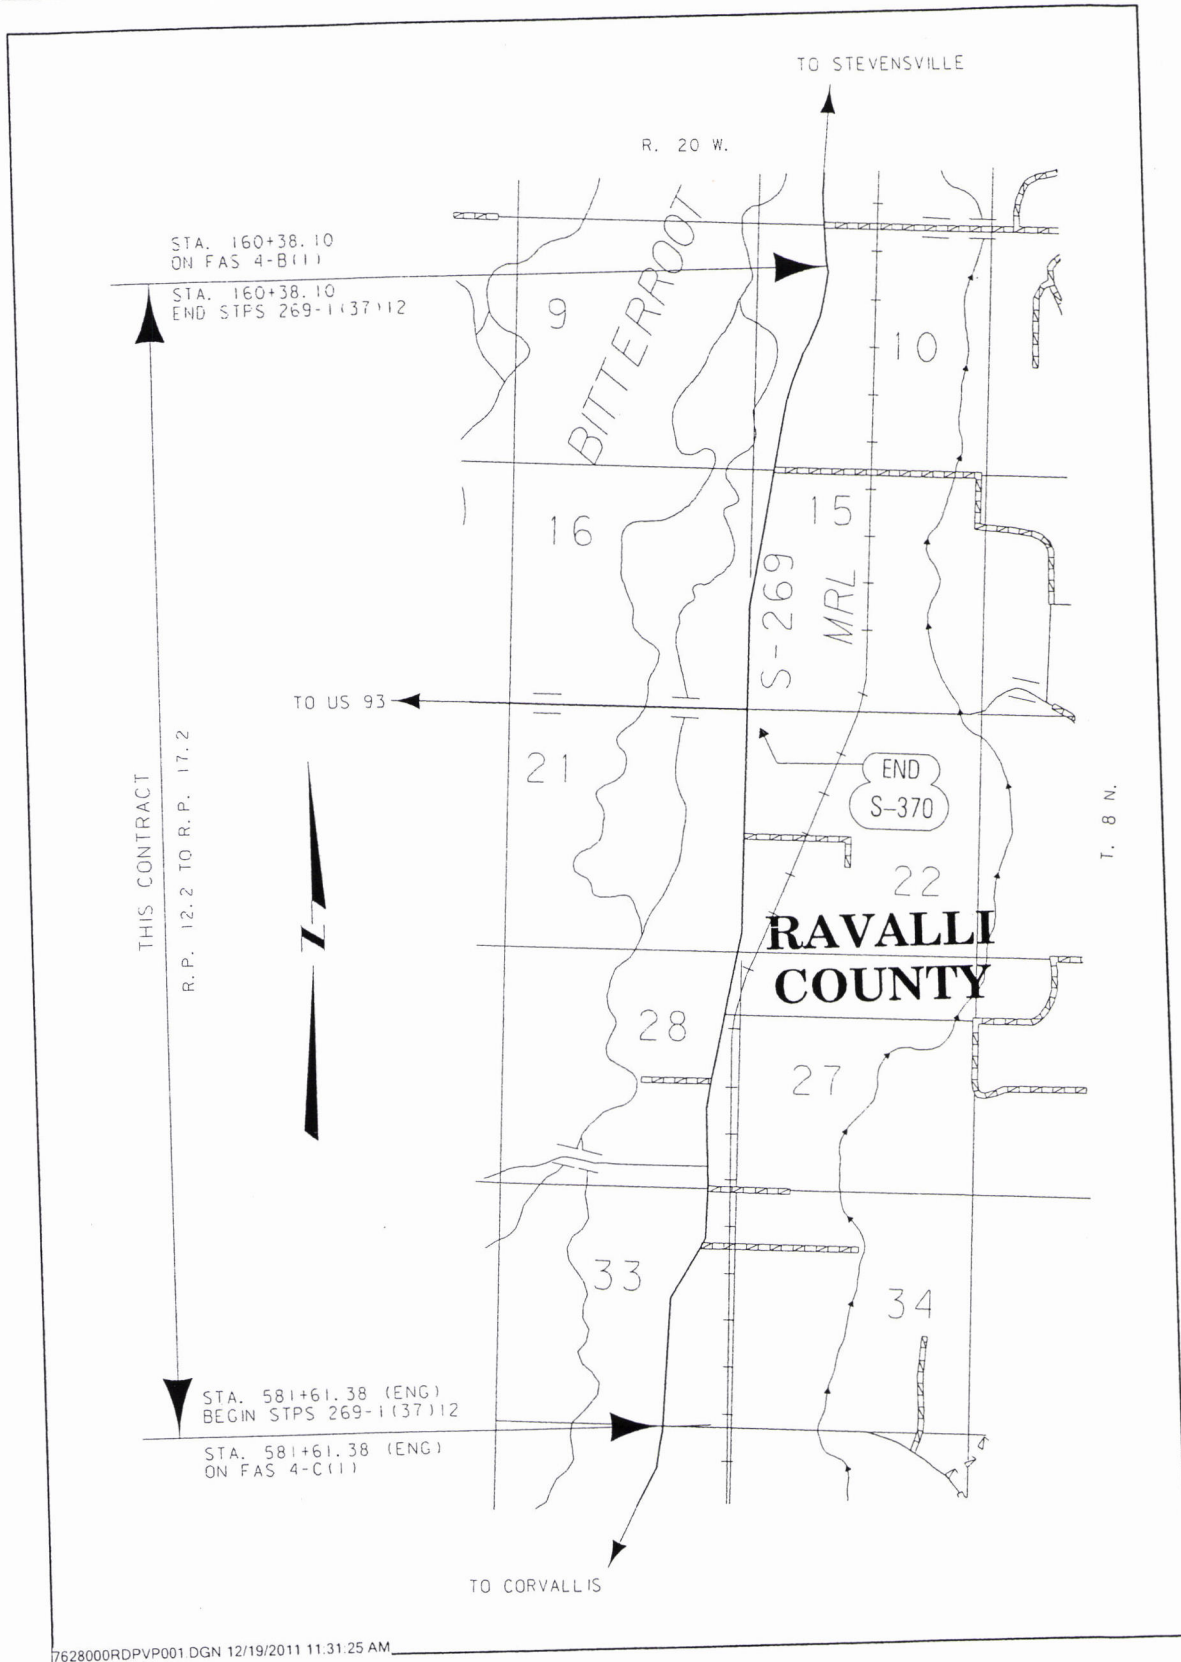 TO STEVENSVILLE
R. 20 W.
STA. 160+38.10
ON FAS 4-B(1)
STA. 160+38.10
END STPS 269-1(37)12
BITTERROOT
9
10
16
15
S-269
MRL
TO US 93
21
END
S-370
22
T. 8 N.
THIS CONTRACT
R.P. 12.2 TO R.P. 17.2
N
RAVALLI
COUNTY
28
27
33
34
STA. 581+61.38 (ENG)
BEGIN STPS 269-1(37)12
STA. 581+61.38 (ENG)
ON FAS 4-C(1)
TO CORVALLIS
7628000RDPVP001.DGN 12/19/2011 11:31:25 AM